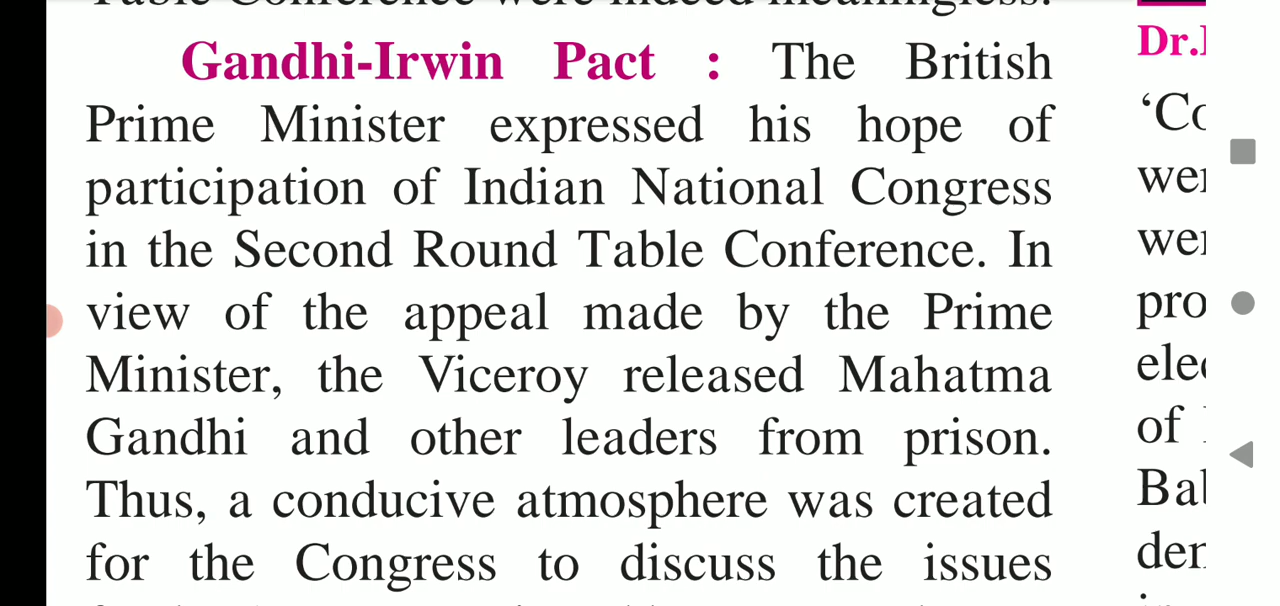 Gandhi-Irwin Pact : The British
Prime Minister expressed his hope of
participation of Indian National Congress
in the Second Round Table Conference. In
view of the appeal made by the Prime
Minister, the Viceroy released Mahatma
Gandhi and other leaders from prison.
Thus, a conducive atmosphere was created
for the Congress to discuss the issues
Dr.
of